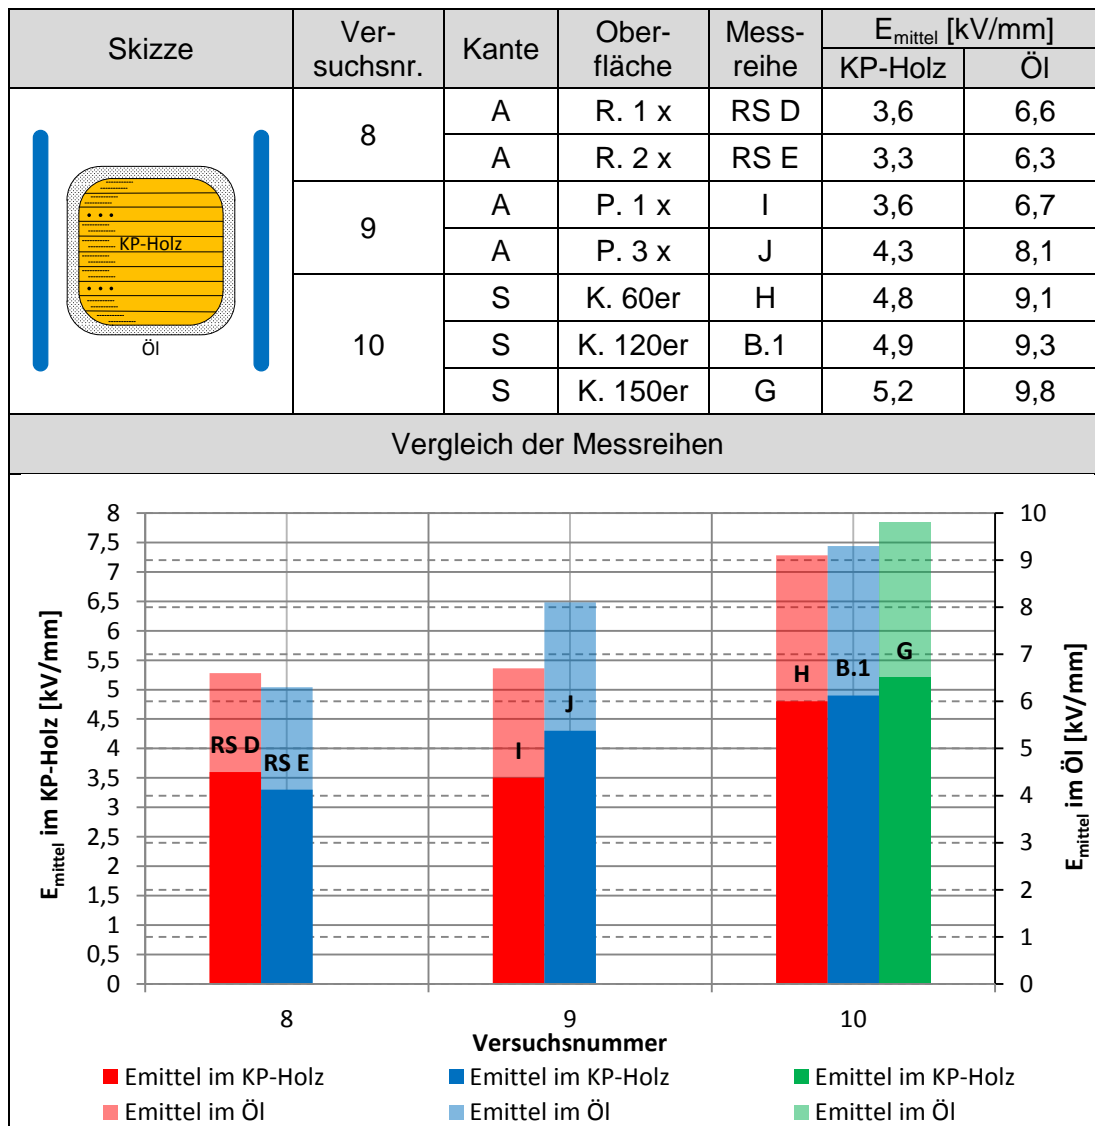 Skizze
Ver-
suchsnr.
Kante
Ober-
fläche
Mess-
reihe
Emittel [kV/mm]
KP-Holz Öl
8
A R. 1 x RS D 3,6 6,6
A R. 2 x RS E 3,3 6,3
9
A P. 1 x I 3,6 6,7
A P. 3 x J 4,3 8,1
10
S K. 60er H 4,8 9,1
S K. 120er B.1 4,9 9,3
S K. 150er G 5,2 9,8
KP-Holz
Öl
Vergleich der Messreihen
Emittel im KP-Holz [kV/mm]
8
7,5
7
6,5
6
5,5
5
4,5
4
3,5
3
2,5
2
1,5
1
0,5
0
RS D
RS E
I
J
H
B.1
G
10
9
8
7
6
5
4
3
2
1
0
Emittel im Öl [kV/mm]
8 9 10
Versuchsnummer
Emittel im KP-Holz Emittel im KP-Holz Emittel im KP-Holz
Emittel im Öl Emittel im Öl Emittel im Öl